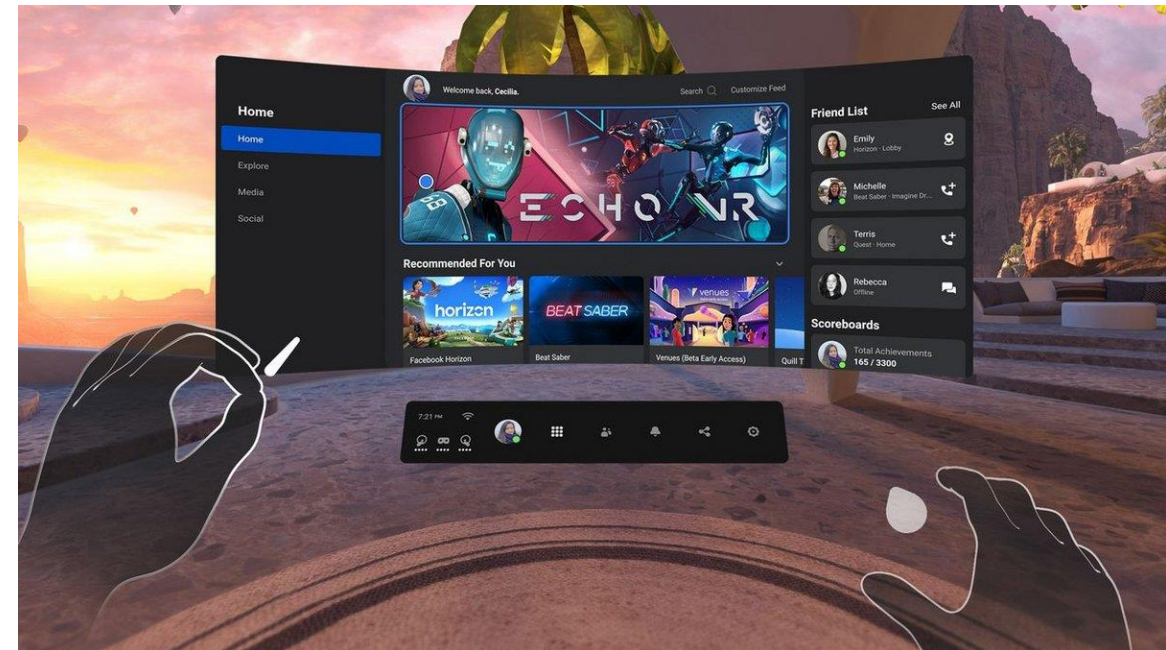 Home
Home
Explore
Media
Social
Welcome back, Cecilia.
Search
Customize Feed
ECHO VR
88
Recommended For You
horizon
Facebook Horizon
BEAT SABER
Beat Saber
venues
Venues (Beta Early Access)
Quill T
Friend List
See All
Emily
Horizon · Lobby
Michelle
Beat Saber · Imagine Dr...
Terris
Quest · Home
Rebecca
Offline
Scoreboards
Total Achievements
165 / 3300
7:21 PM